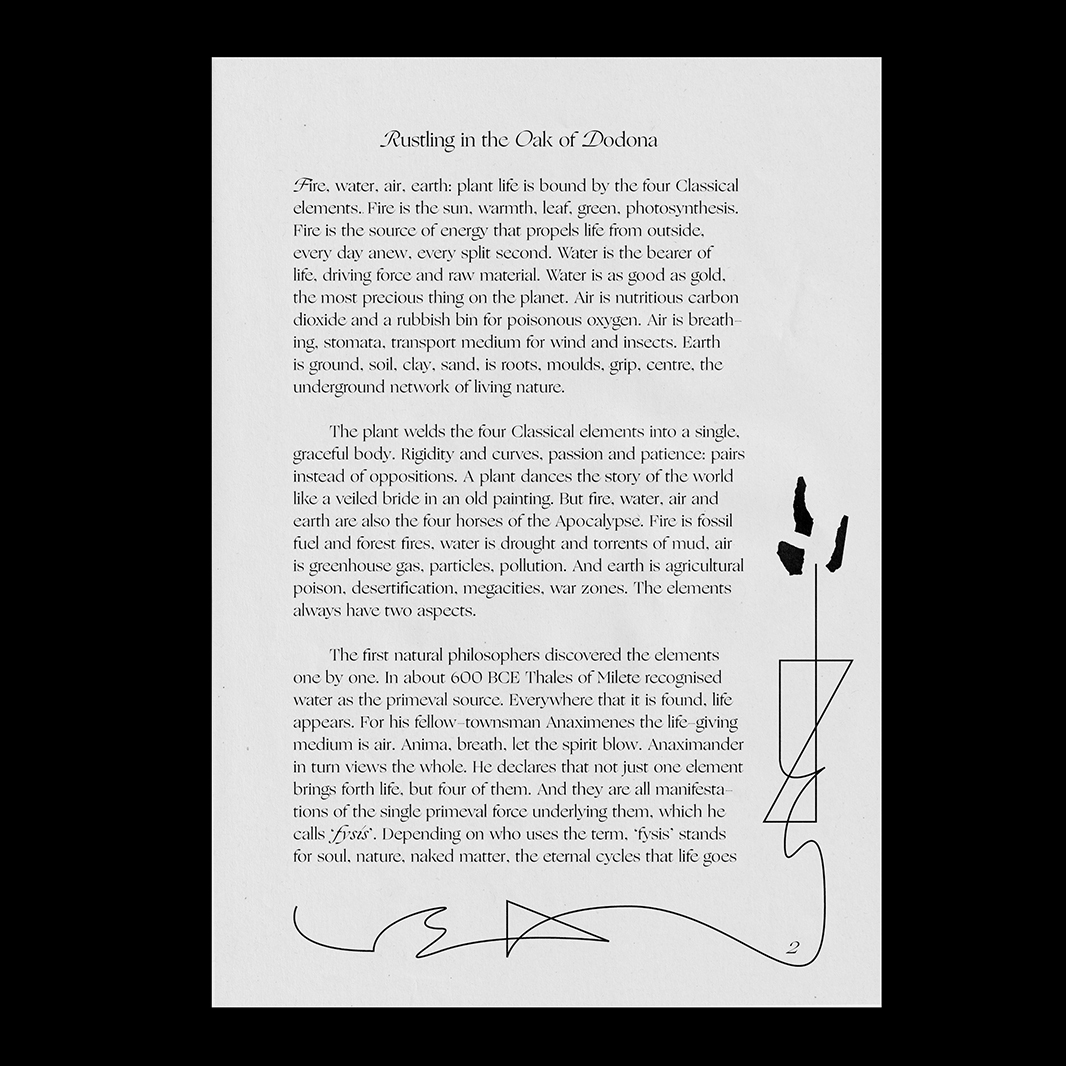 Rustling in the Oak of Dodona
Fire, water, air, earth: plant life is bound by the four Classical
elements. Fire is the sun, warmth, leaf, green, photosynthesis.
Fire is the source of energy that propels life from outside,
every day anew, every split second. Water is the bearer of
life, driving force and raw material. Water is as good as gold,
the most precious thing on the planet. Air is nutritious carbon
dioxide and a rubbish bin for poisonous oxygen. Air is breath-
ing, stomata, transport medium for wind and insects. Earth
is ground, soil, clay, sand, is roots, moulds, grip, centre, the
underground network of living nature.
The plant welds the four Classical elements into a single,
graceful body. Rigidity and curves, passion and patience: pairs
instead of oppositions. A plant dances the story of the world
like a veiled bride in an old painting. But fire, water, air and
earth are also the four horses of the Apocalypse. Fire is fossil
fuel and forest fires, water is drought and torrents of mud, air
is greenhouse gas, particles, pollution. And earth is agricultural
poison, desertification, megacities, war zones. The elements
always have two aspects.
The first natural philosophers discovered the elements
one by one. In about 600 BCE Thales of Milete recognised
water as the primeval source. Everywhere that it is found, life
appears. For his fellow-townsman Anaximenes the life-giving
medium is air. Anima, breath, let the spirit blow. Anaximander
in turn views the whole. He declares that not just one element
brings forth life, but four of them. And they are all manifesta-
tions of the single primeval force underlying them, which he
calls ‘fysis’. Depending on who uses the term, ‘fysis’ stands
for soul, nature, naked matter, the eternal cycles that life goes
2